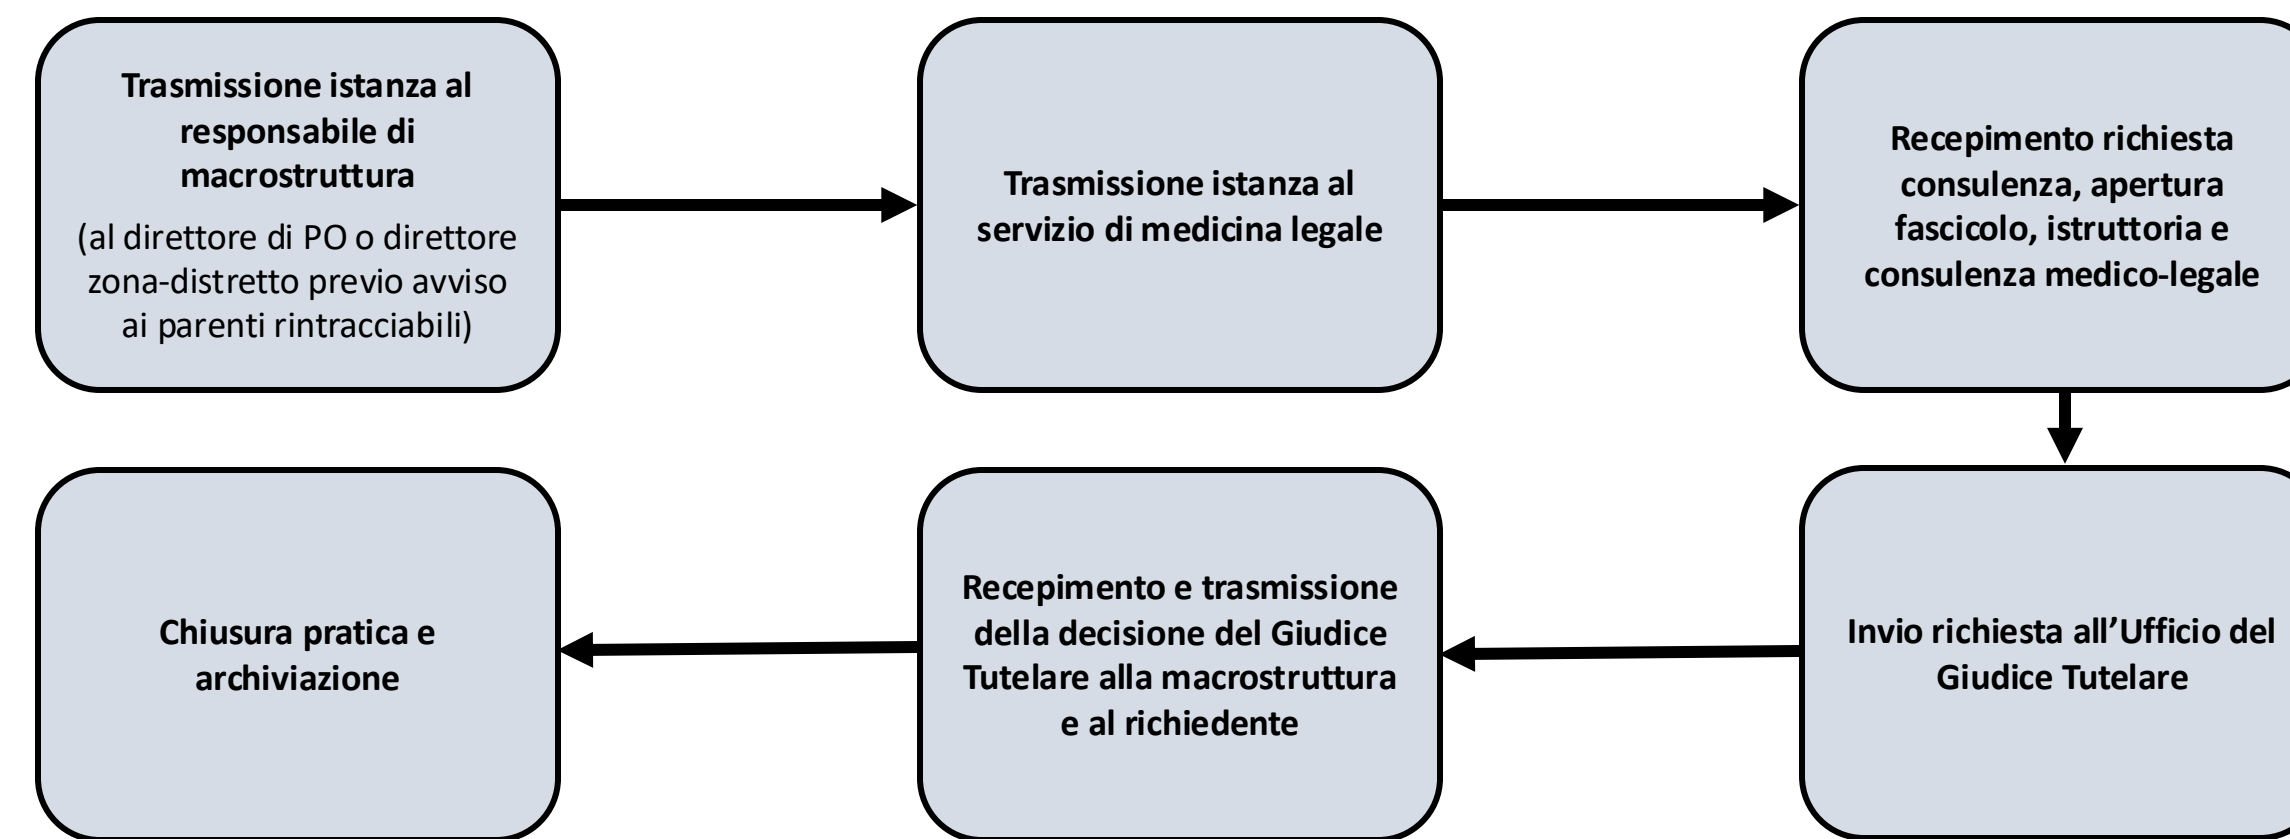 Trasmissione istanza al
responsabile di
macrostruttura
(al direttore di PO o direttore
zona-distretto previo avviso
ai parenti rintracciabili)
Trasmissione istanza al
servizio di medicina legale
Recepimento richiesta
consulenza, apertura
fascicolo, istruttoria e
consulenza medico-legale
Invio richiesta all’Ufficio del
Giudice Tutelare
Recepimento e trasmissione
della decisione del Giudice
Tutelare alla macrostruttura
e al richiedente
Chiusura pratica e
archiviazione